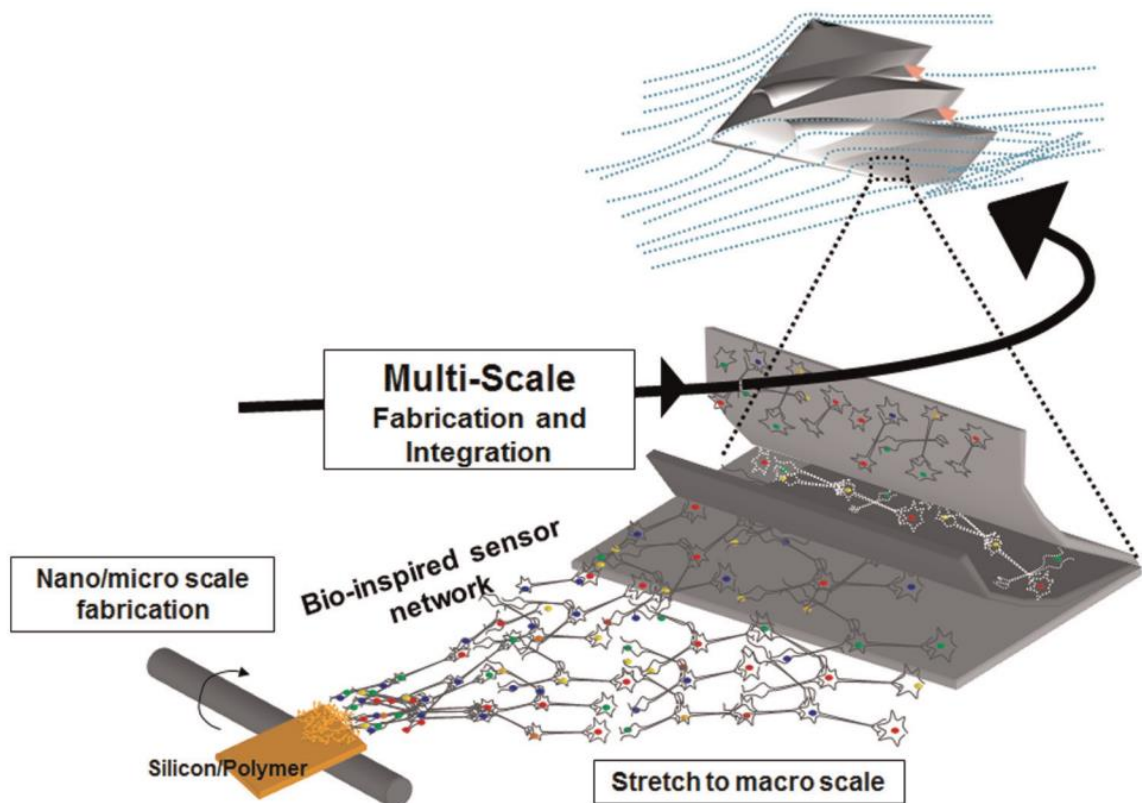 Multi-Scale
Fabrication and
Integration
Nano/micro scale
fabrication
Bio-inspired sensor
network
Silicon/Polymer
Stretch to macro scale